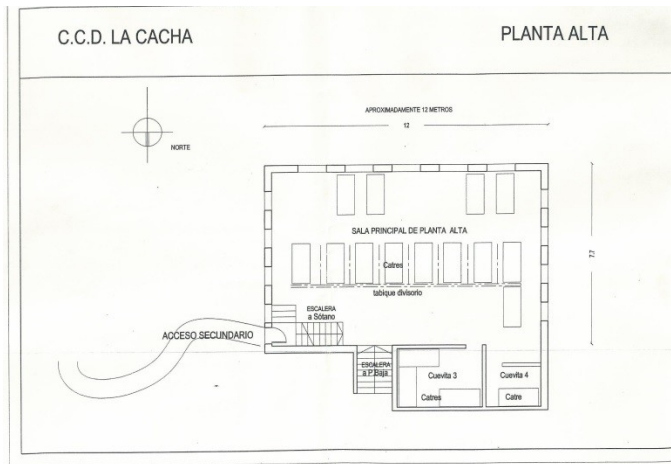 C.C.D. LA CACHA
PLANTA ALTA
APROXIMADAMENTE 12 METROS
12
NORTE
SALA PRINCIPAL DE PLANTA ALTA
7.7
Catres
tabique divisorio
ESCALERA
a Sótano
ACCESO SECUNDARIO
ESCALERA
a P.Baja
Cuevita 3
Cuevita 4
Catres
Catre